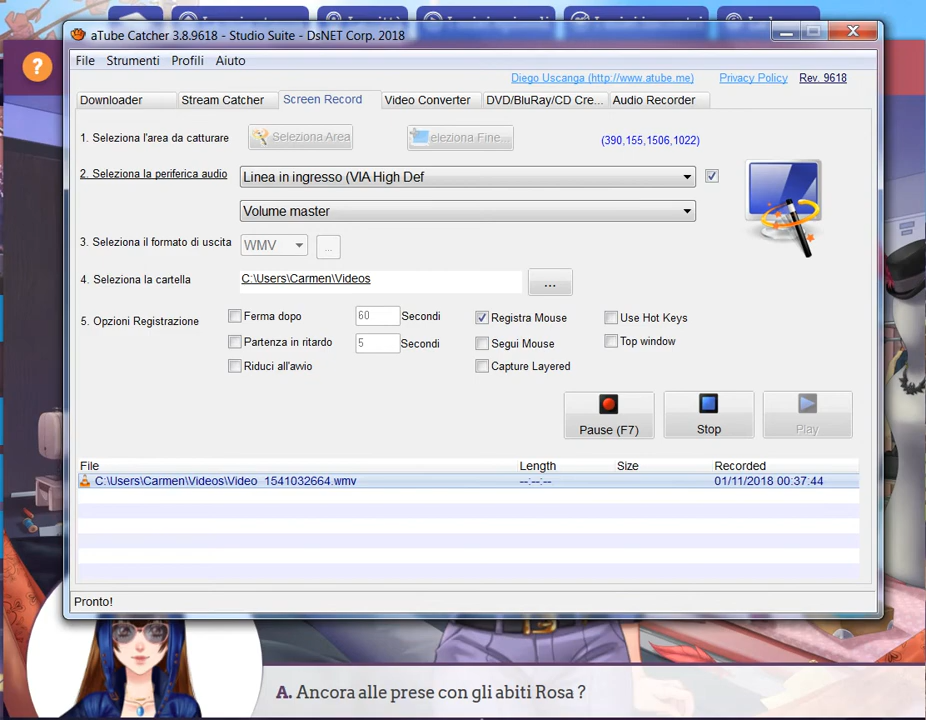 aTube Catcher 3.8.9618 - Studio Suite - DsNET Corp. 2018
File Strumenti Profili Aiuto
Diego Uscanga (http://www.atube.me) Privacy Policy Rev. 9618
Downloader Stream Catcher Screen Record Video Converter DVD/BluRay/CD Cre... Audio Recorder
1. Seleziona l'area da catturare Seleziona Area eleziona Fine... (390,155,1506,1022)
2. Seleziona la periferica audio Linea in ingresso (VIA High Def
Volume master
3. Seleziona il formato di uscita WMV ...
4. Seleziona la cartella C:\Users\Carmen\Videos ...
5. Opzioni Registrazione Ferma dopo 60 Secondi Registra Mouse Use Hot Keys
Partenza in ritardo 5 Secondi Segui Mouse Top window
Riduci all'avvio Capture Layered
Pause (F7) Stop Play
File Length Size Recorded
C:\Users\Carmen\Videos\Video 1541032664.wmv --:--:-- 01/11/2018 00:37:44
Pronto!
?
A. Ancora alle prese con gli abiti Rosa ?